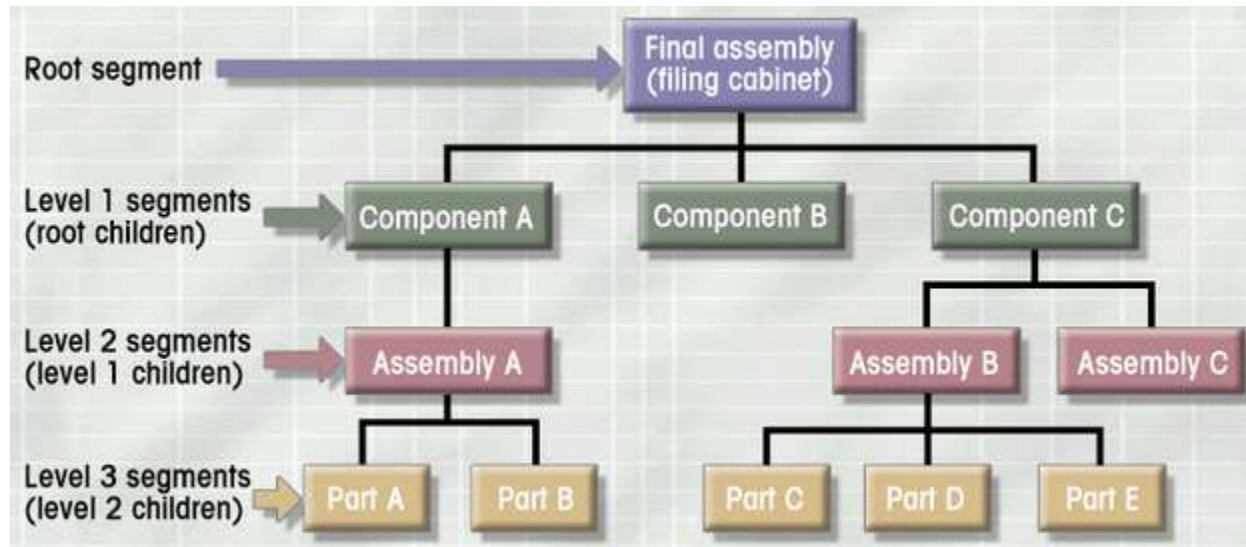 Root segment
Final assembly
(filing cabinet)
Level 1 segments
(root children)
Component A
Component B
Component C
Level 2 segments
(level 1 children)
Assembly A
Assembly B
Assembly C
Level 3 segments
(level 2 children)
Part A
Part B
Part C
Part D
Part E